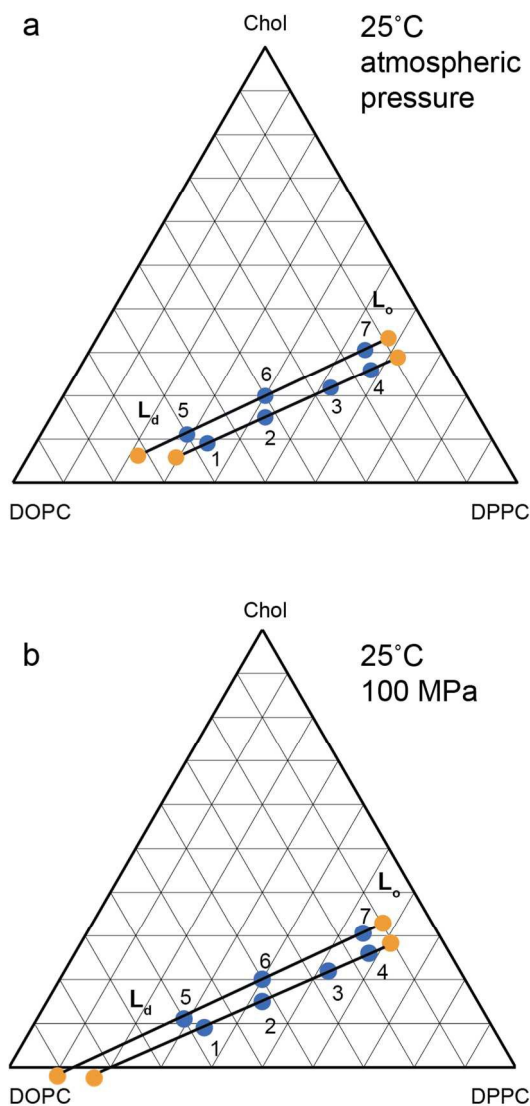 a
Chol
25˚C
atmospheric
pressure
Lo
7
6
Ld
5
4
3
2
1
DOPC
DPPC
b
Chol
25˚C
100 MPa
Lo
7
6
Ld
5
4
3
2
1
DOPC
DPPC